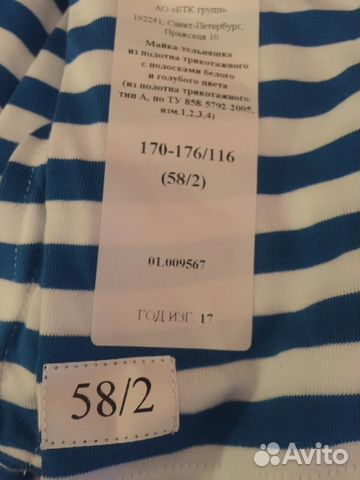 АО «БТК групп»
192281, Санкт-Петербург,
Пражская 10
Майка-тельняшка
из полотна трикотажного
с полосками белого
и голубого цвета
(из полотна трикотажного,
тип А, по ТУ 858-5792-2005,
изм.1,2,3,4)
170-176/116
(58/2)
01.009567
ГОД ИЗГ. 17
58/2
Avito